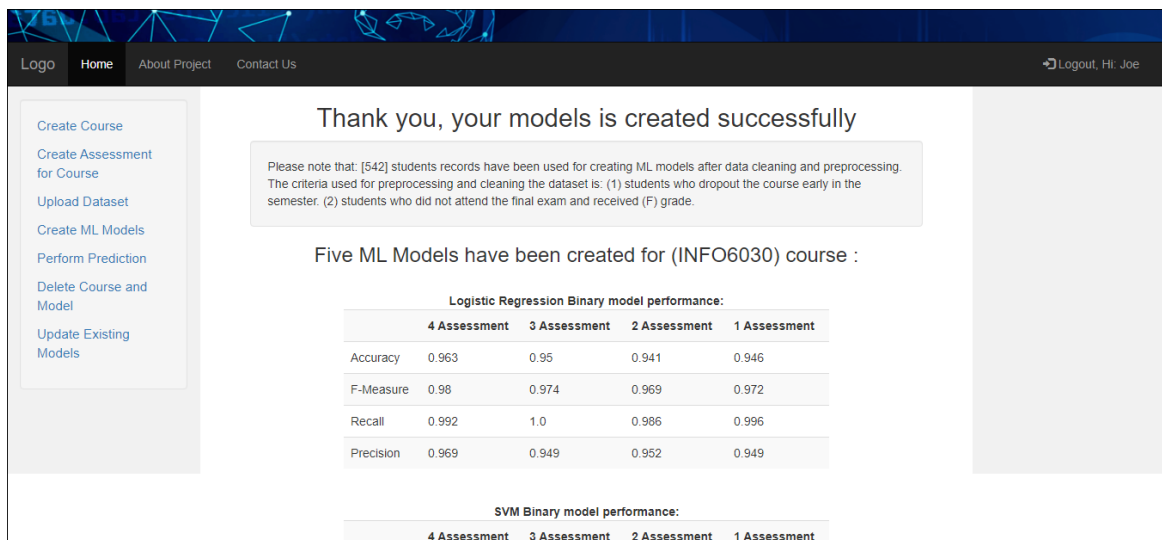 Logo Home About Project Contact Us Logout, Hi: Joe
Create Course
Create Assessment
for Course
Upload Dataset
Create ML Models
Perform Prediction
Delete Course and
Model
Update Existing
Models
Thank you, your models is created successfully
Please note that: [542] students records have been used for creating ML models after data cleaning and preprocessing.
The criteria used for preprocessing and cleaning the dataset is: (1) students who dropout the course early in the
semester. (2) students who did not attend the final exam and received (F) grade.
Five ML Models have been created for (INFO6030) course :
Logistic Regression Binary model performance:
4 Assessment 3 Assessment 2 Assessment 1 Assessment
Accuracy 0.963 0.95 0.941 0.946
F-Measure 0.98 0.974 0.969 0.972
Recall 0.992 1.0 0.986 0.996
Precision 0.969 0.949 0.952 0.949
SVM Binary model performance:
4 Assessment 3 Assessment 2 Assessment 1 Assessment